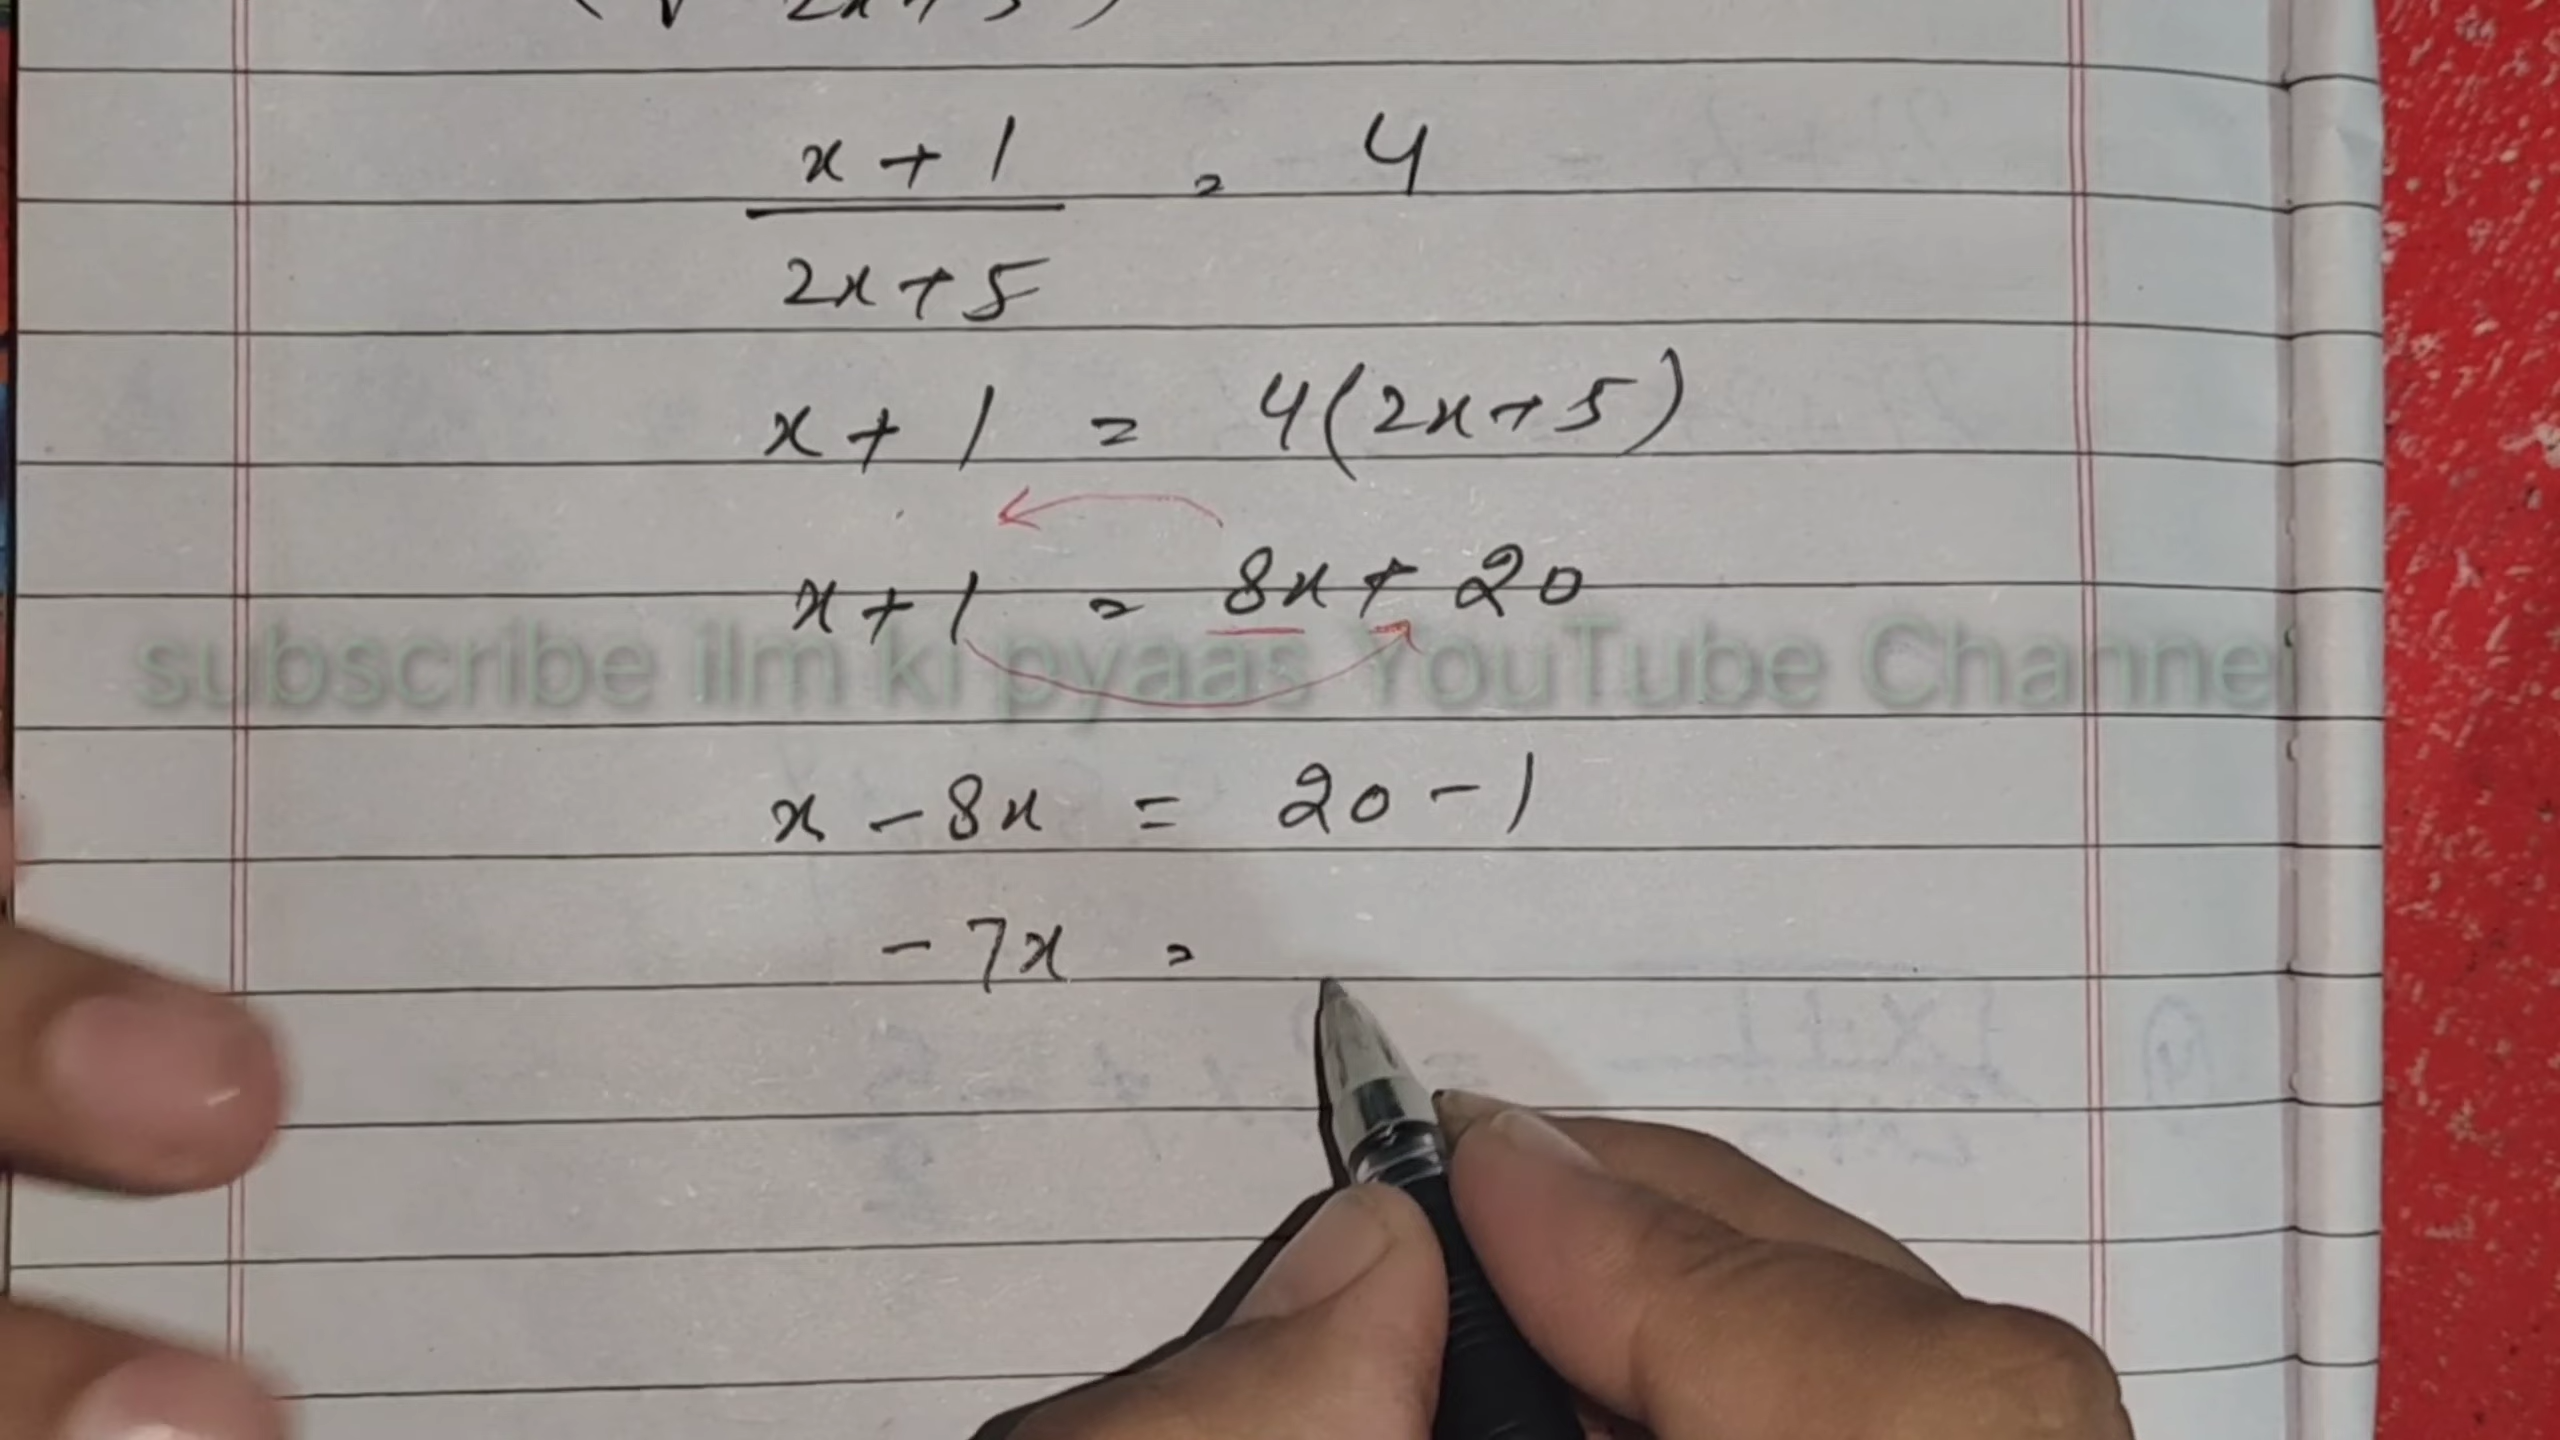 x + 1 / 2x + 5 = 4
x + 1 = 4(2x + 5)
x + 1 = 8x + 20
subscribe ilm ki pyaas YouTube Channel
x - 8x = 20 - 1
- 7x =